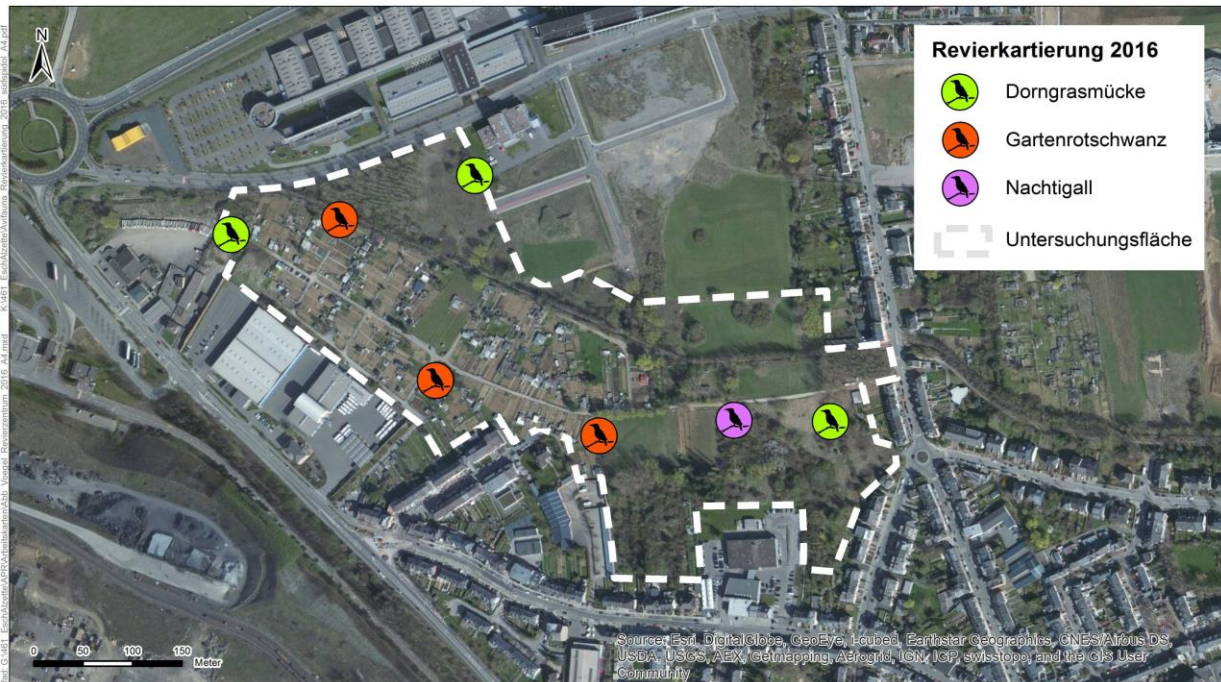 Revierkartierung 2016
Dorngrasmücke
Gartenrotschwanz
Nachtigall
Untersuchungsfläche
N
0 50 100 150
Meter
Source: Esri, DigitalGlobe, GeoEye, i-cubed, Earthstar Geographics, CNES/Airbus DS,
USDA, USGS, AEX, Getmapping, Aerogrid, IGN, IGP, swisstopo, and the GIS User
Community